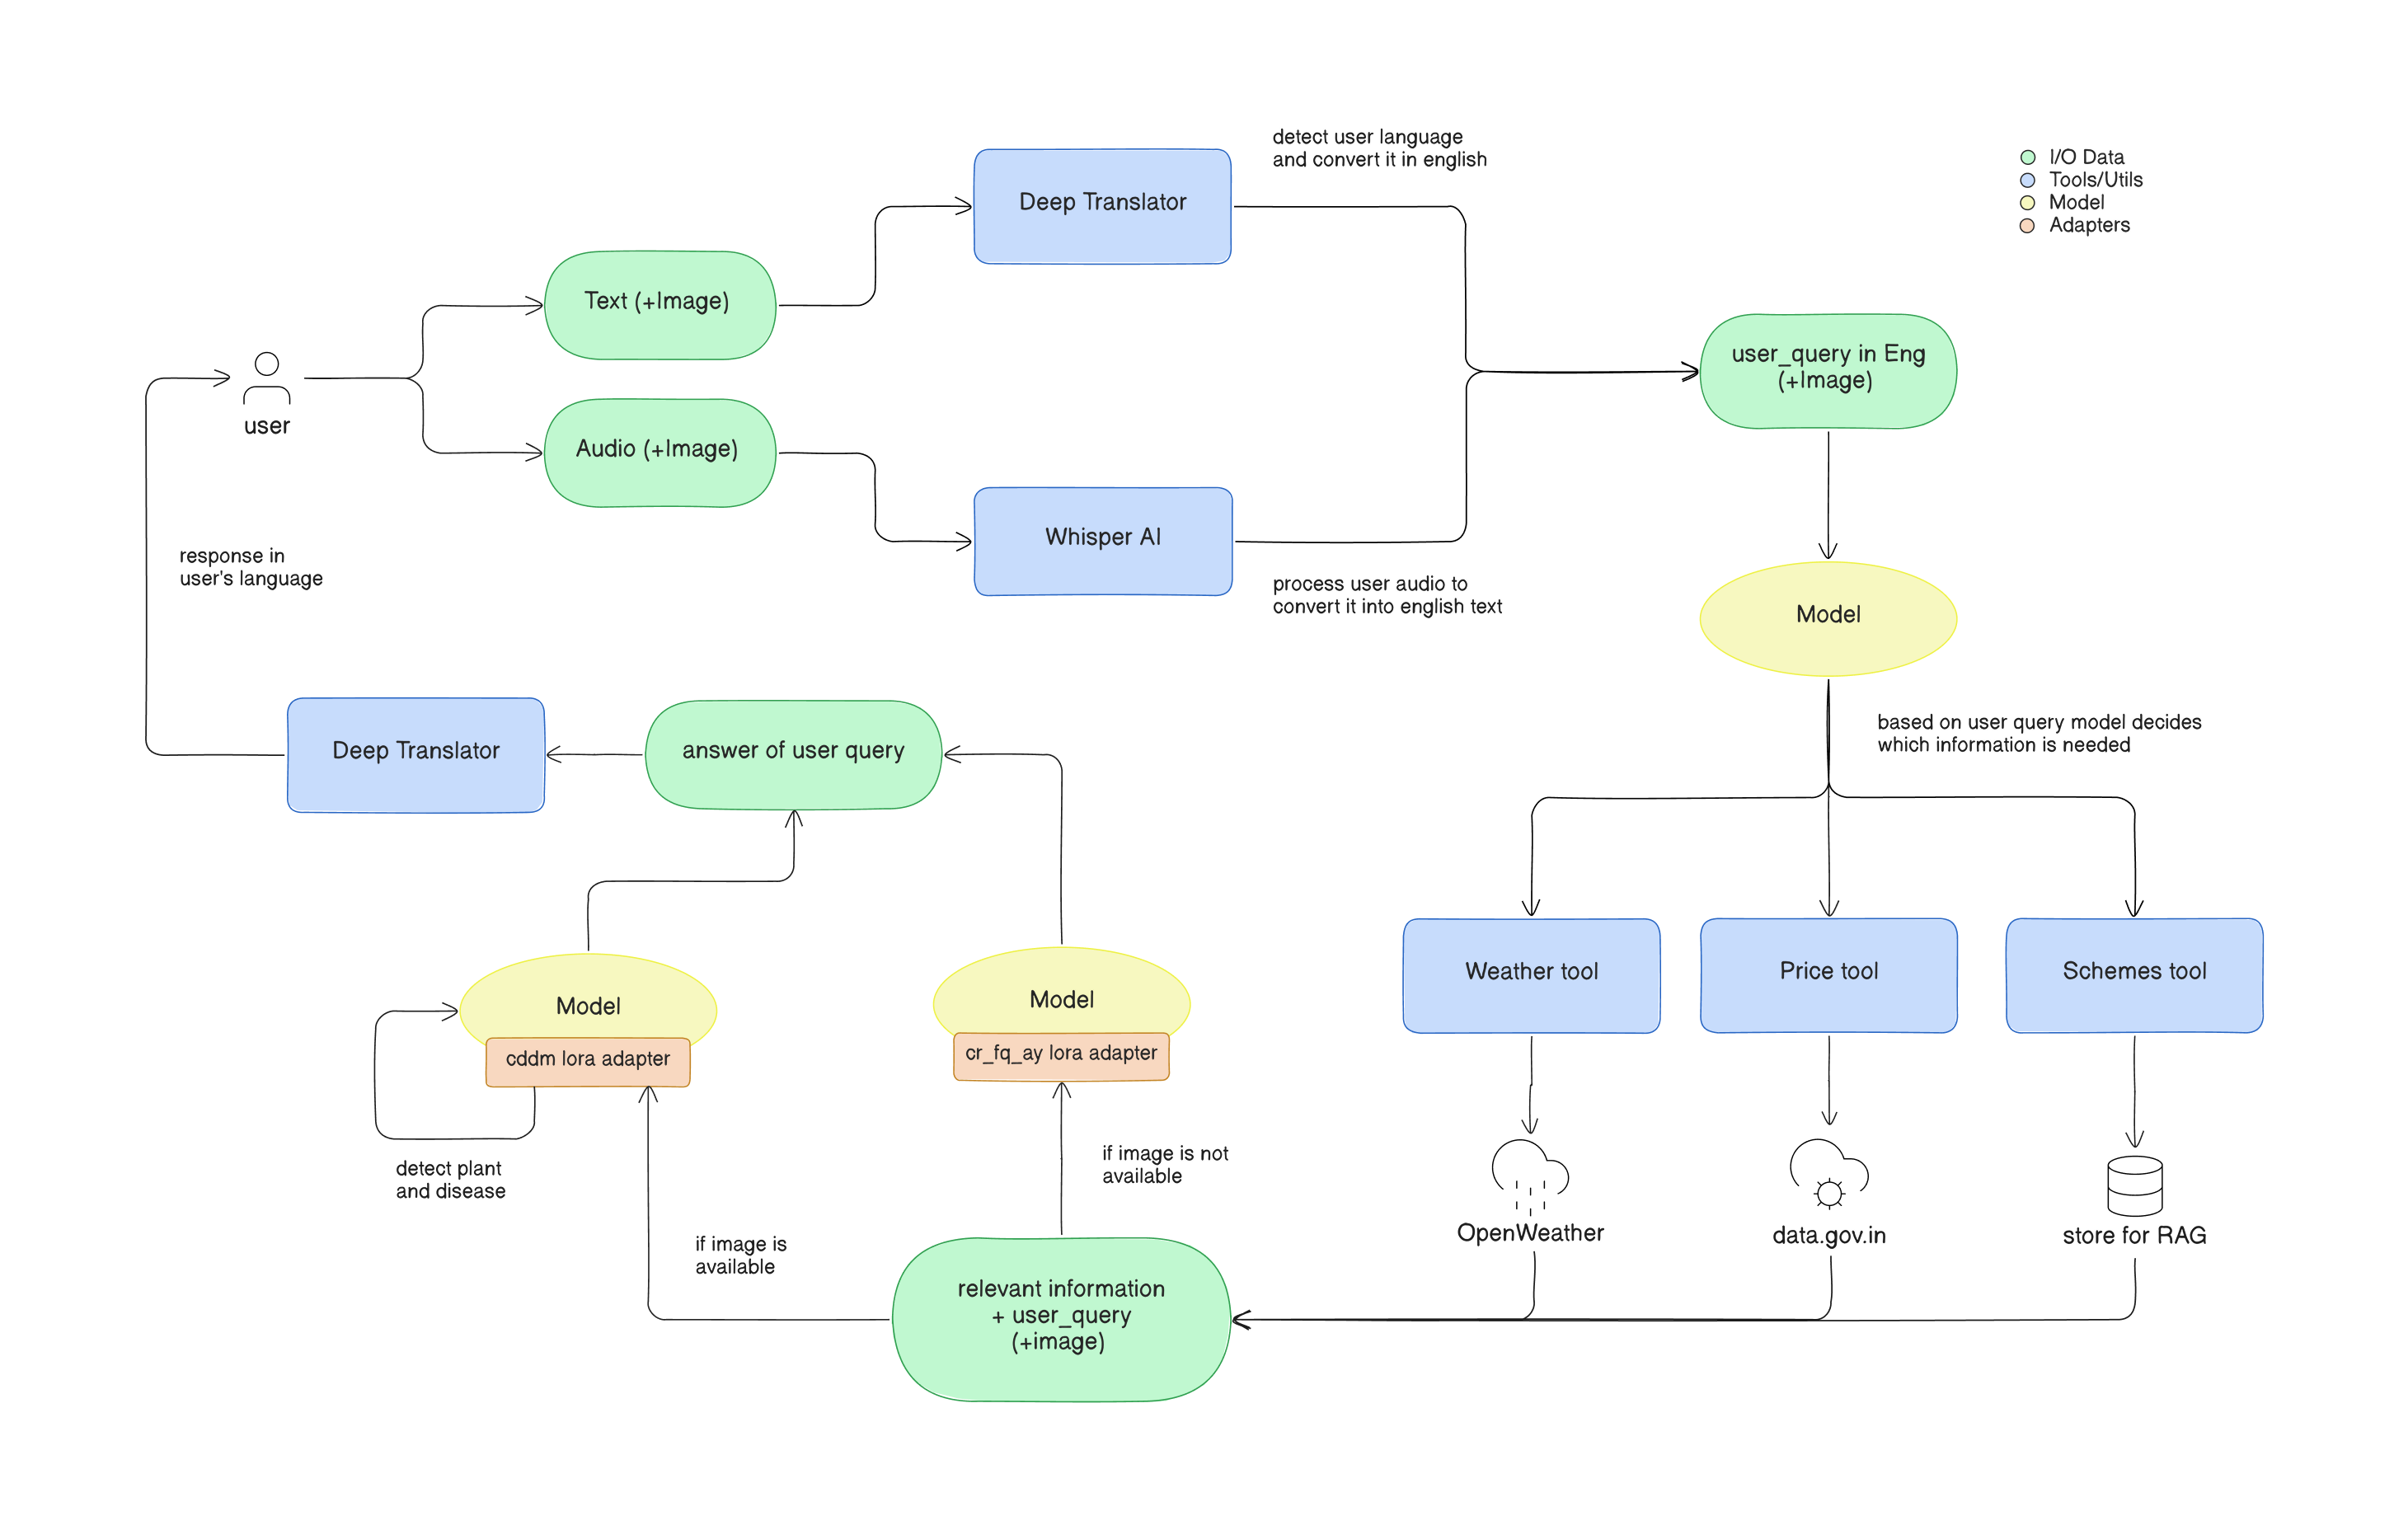 detect user language
and convert it in english
I/O Data
Tools/Utils
Model
Adapters
Deep Translator
Text (+Image)
user_query in Eng
(+Image)
user
Audio (+Image)
Whisper AI
response in
user's language
process user audio to
convert it into english text
Model
based on user query model decides
which information is needed
Deep Translator
answer of user query
Weather tool
Price tool
Schemes tool
Model
cddm lora adapter
Model
cr_fq_ay lora adapter
detect plant
and disease
if image is not
available
if image is
available
OpenWeather
data.gov.in
store for RAG
relevant information
+ user_query
(+image)